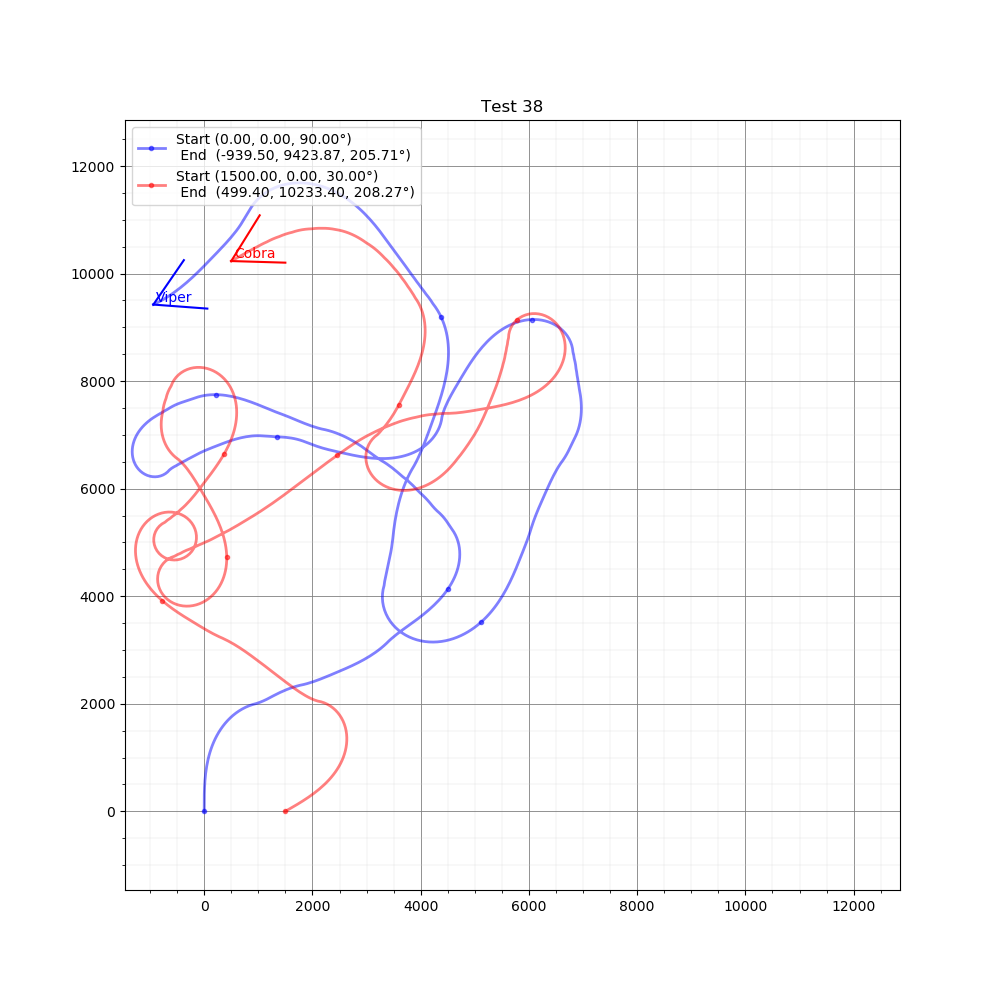 Test 38
Start (0.00, 0.00, 90.00°)
End (-939.50, 9423.87, 205.71°)
Start (1500.00, 0.00, 30.00°)
End (499.40, 10233.40, 208.27°)
12000
10000
8000
6000
4000
2000
0
Cobra
Viper
0 2000 4000 6000 8000 10000 12000